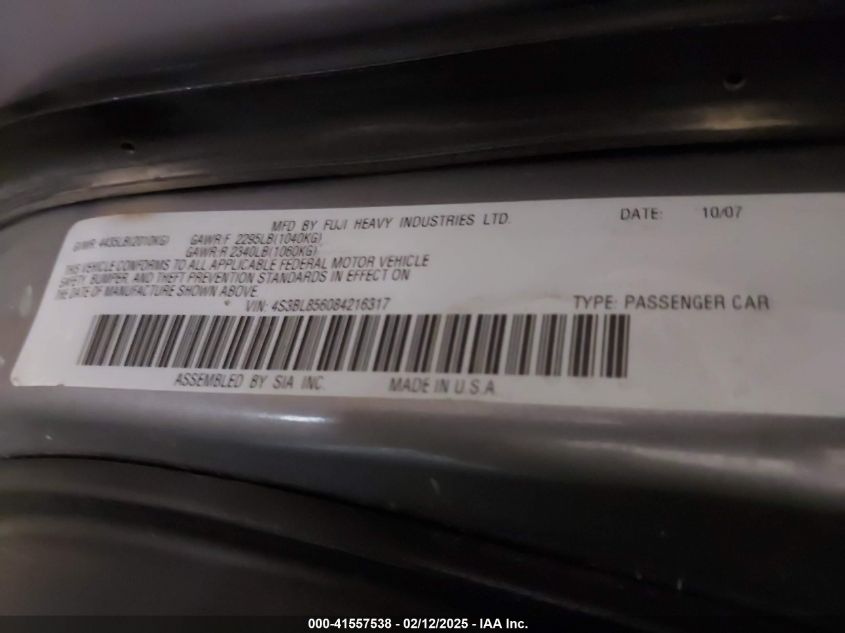 MFD BY FUJI HEAVY INDUSTRIES LTD. DATE: 10/07
GVWR: 4435LB(2010KG) GAWR:F 2295LB(1040KG)
GAWR:R 2340LB(1060KG)
THIS VEHICLE CONFORMS TO ALL APPLICABLE FEDERAL MOTOR VEHICLE
SAFETY, BUMPER, AND THEFT PREVENTION STANDARDS IN EFFECT ON
THE DATE OF MANUFACTURE SHOWN ABOVE.
* VIN: 4S3BL856084216317 TYPE: PASSENGER CAR
ASSEMBLED BY SIA INC. MADE IN U.S.A
000-41557538 - 02/12/2025 - IAA Inc.